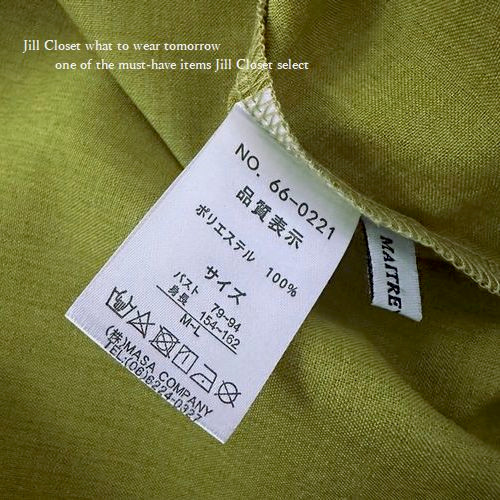 Jill Closet what to wear tomorrow
one of the must-have items Jill Closet select
NO. 66-0221
品質表示
ポリエステル 100%
サイズ
バスト 79-94
身長 154-162
M-L
(株)IMASA COMPANY
TEL:(06)6224-0327
MAITRE